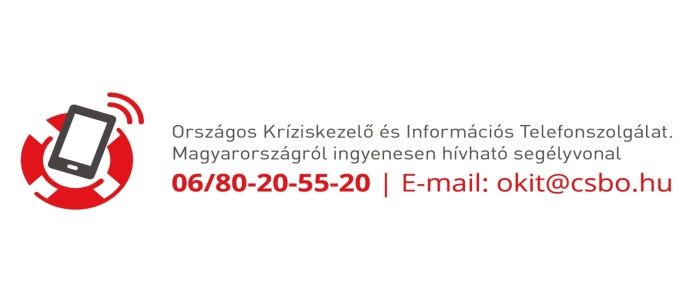 Országos Kríziskezelő és Információs Telefonszolgálat.
Magyarországról ingyenesen hívható segélyvonal
06/80-20-55-20 | E-mail: okit@csbo.hu